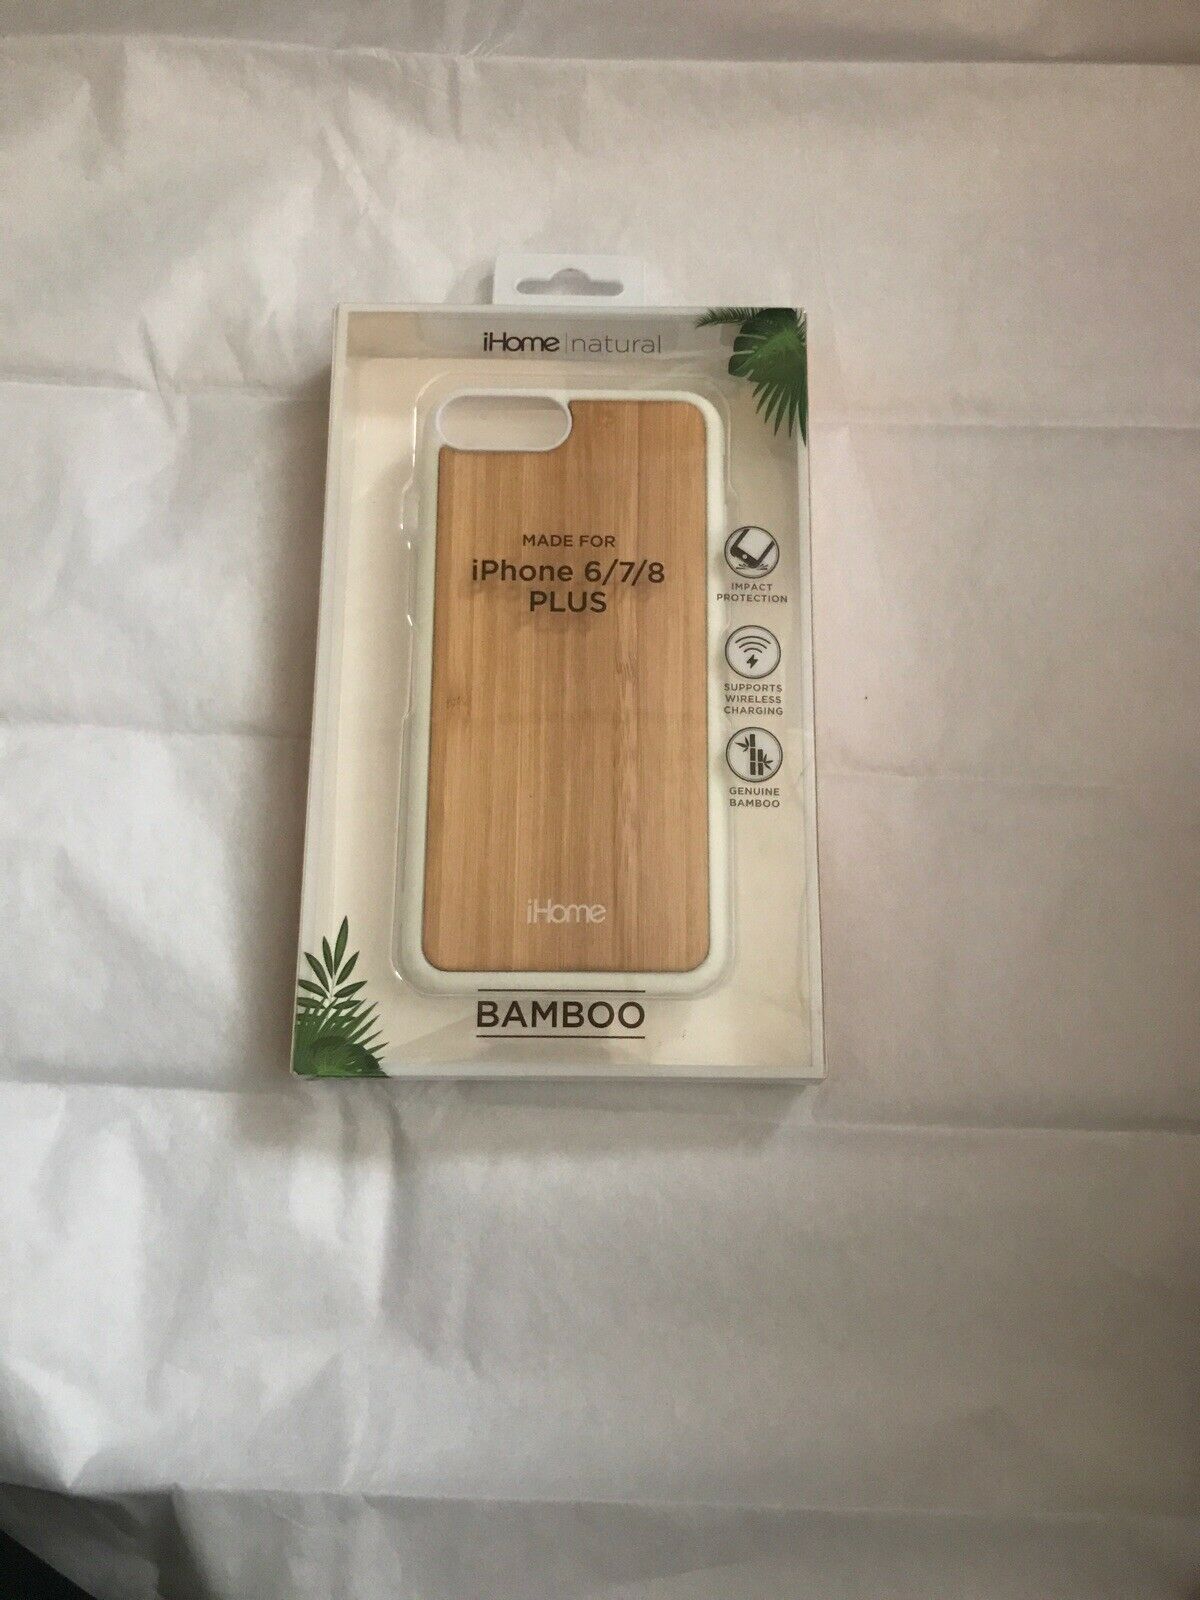 iHome | natural
MADE FOR
iPhone 6/7/8
PLUS
IMPACT
PROTECTION
SUPPORTS
WIRELESS
CHARGING
GENUINE
BAMBOO
iHome
BAMBOO